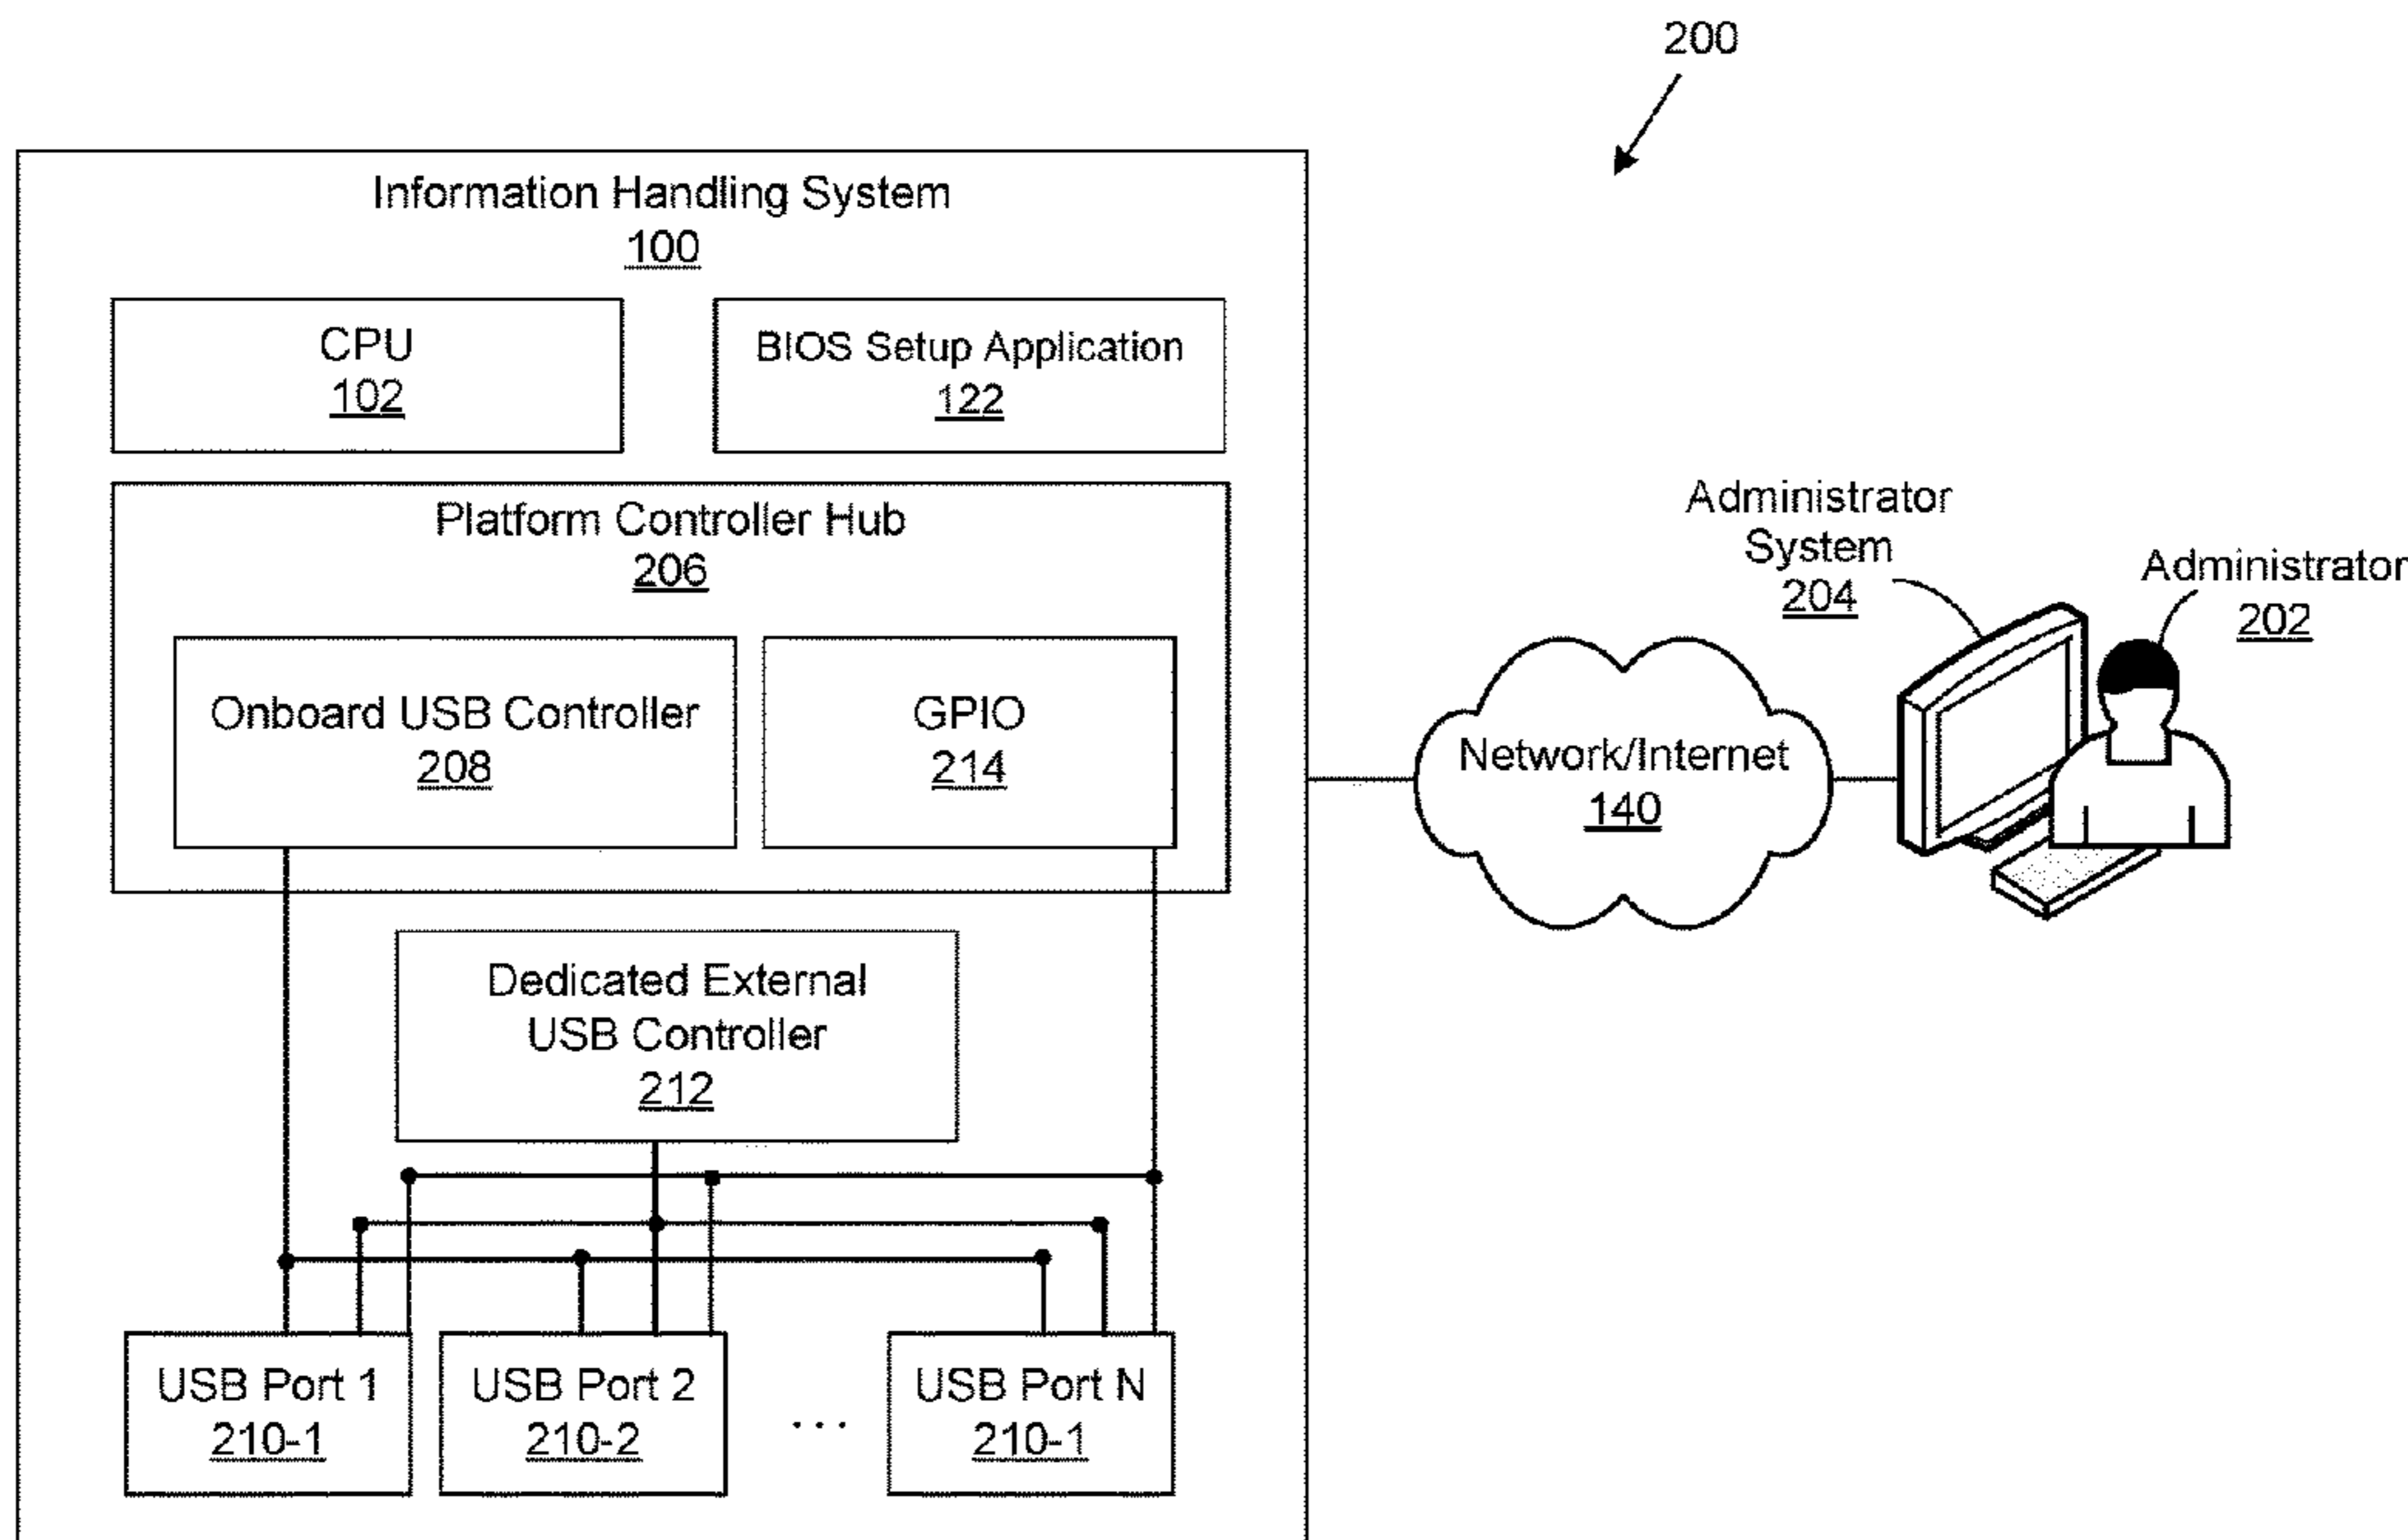 200
Information Handling System
100
CPU
102
BIOS Setup Application
122
Platform Controller Hub
206
Onboard USB Controller
208
GPIO
214
Dedicated External
USB Controller
212
USB Port 1
210-1
USB Port 2
210-2
...
USB Port N
210-1
Network/Internet
140
Administrator
System
204
Administrator
202